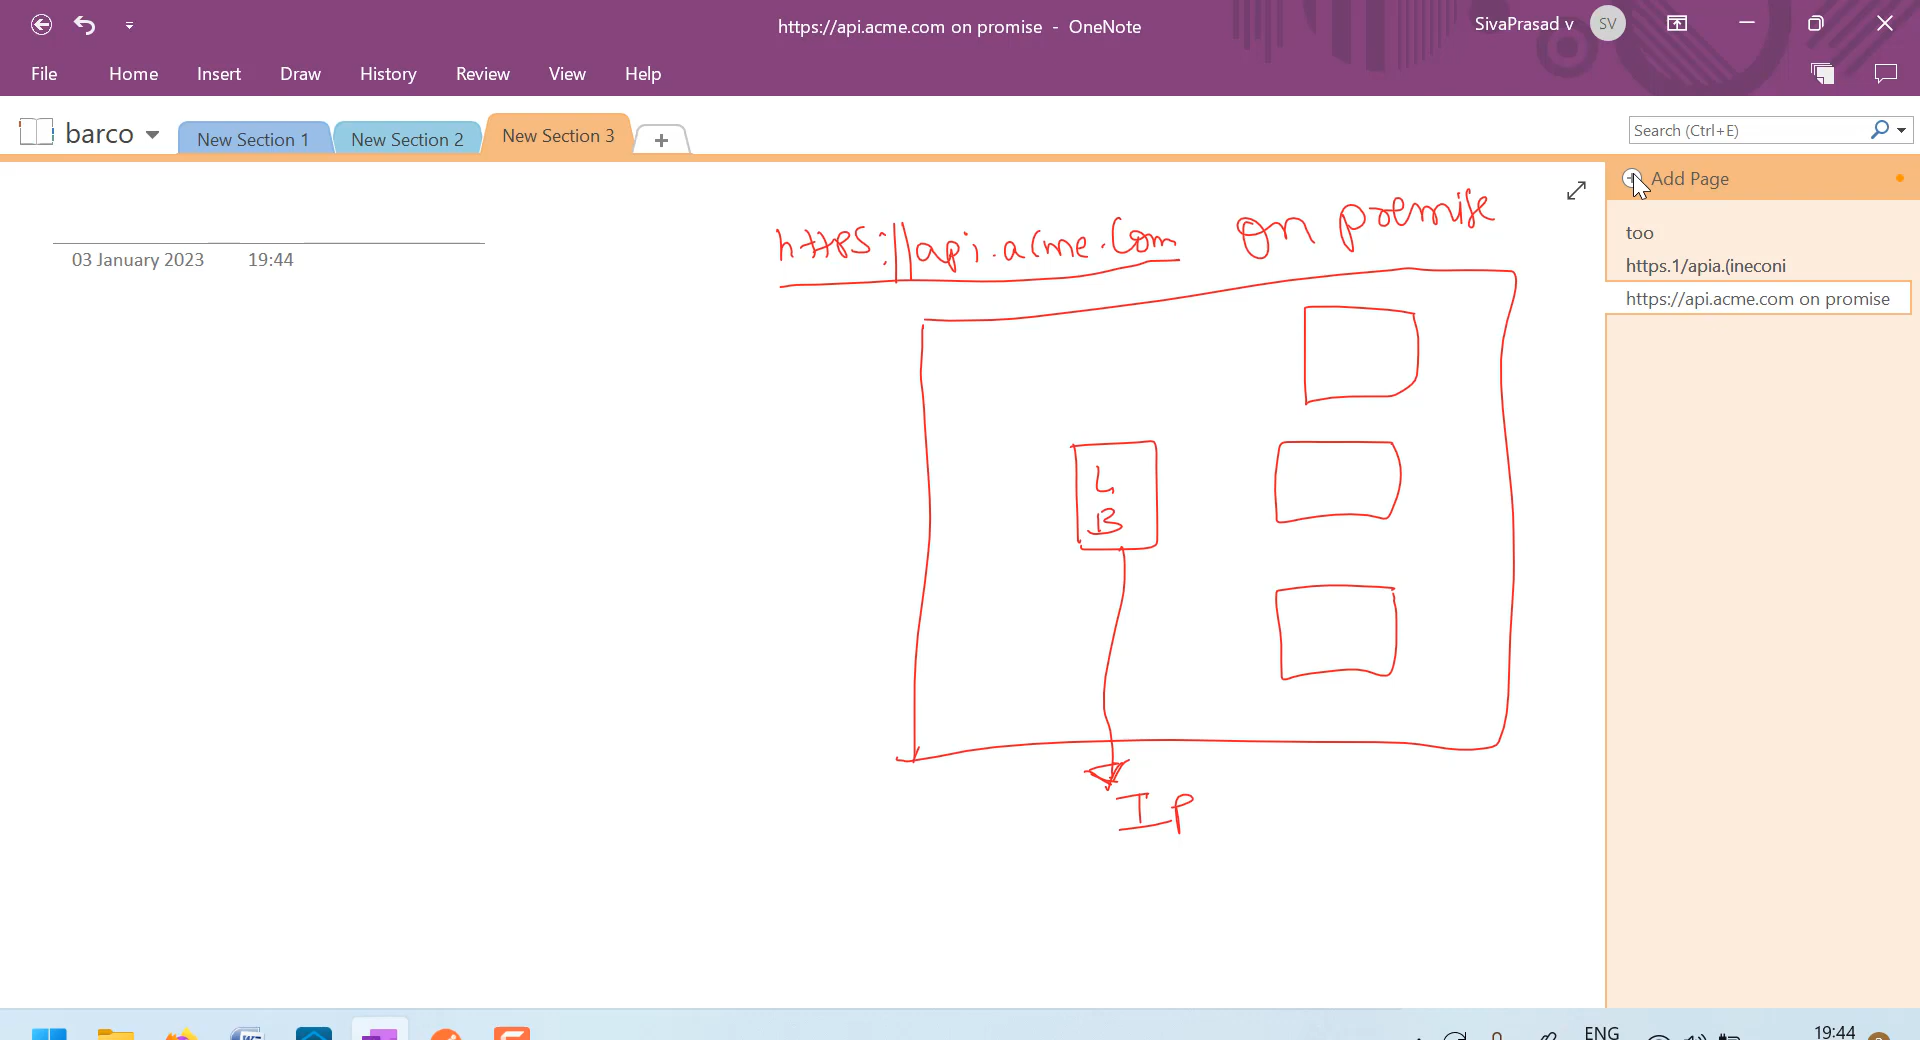 https://api.acme.com on promise - OneNote
SivaPrasad v
SV
File Home Insert Draw History Review View Help
barco
New Section 1
New Section 2
New Section 3
Search (Ctrl+E)
Add Page
too
https.1/apia.(ineconi
https://api.acme.com on promise
03 January 2023 19:44
https://api.acme.com on premise
L
B
IP
ENG
19:44